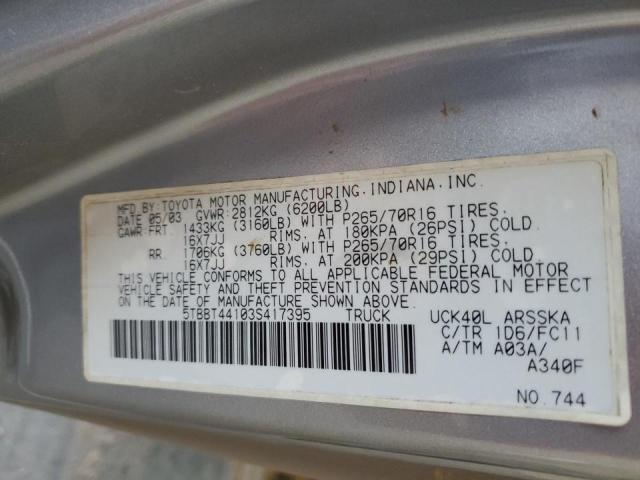 MFD.BY:TOYOTA MOTOR MANUFACTURING.INDIANA.INC.
DATE 05/03 GVWR:2812KG (6200LB)
GAWR:FRT. 1433KG (3160LB) WITH P265/70R16 TIRES,
16X7JJ RIMS, AT 180KPA (26PSI) COLD.
RR. 1706KG (3760LB) WITH P265/70R16 TIRES,
16X7JJ RIMS, AT 200KPA (29PSI) COLD.
THIS VEHICLE CONFORMS TO ALL APPLICABLE FEDERAL MOTOR
VEHICLE SAFETY AND THEFT PREVENTION STANDARDS IN EFFECT
ON THE DATE OF MANUFACTURE SHOWN ABOVE.
5TBBT44103S417395 TRUCK UCK40L ARSSKA
C/TR 1D6/FC11
A/TM A03A/
A340F
NO.744